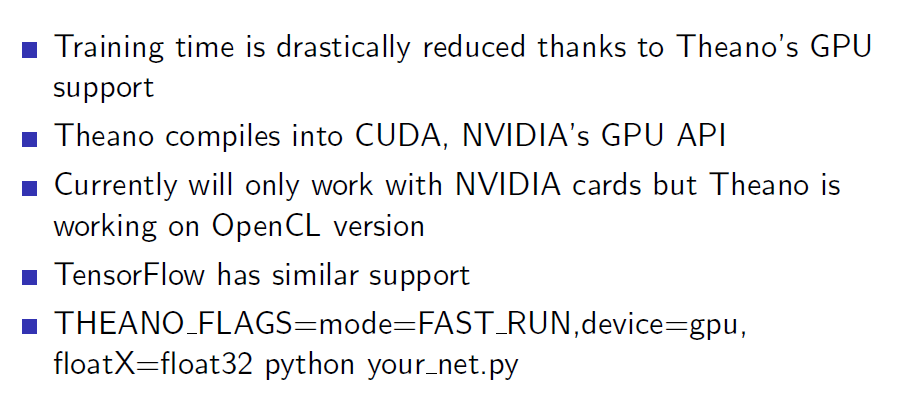 Training time is drastically reduced thanks to Theano's GPU
support
Theano compiles into CUDA, NVIDIA's GPU API
Currently will only work with NVIDIA cards but Theano is
working on OpenCL version
TensorFlow has similar support
THEANO_FLAGS=mode=FAST_RUN,device=gpu,
floatX=float32 python your_net.py